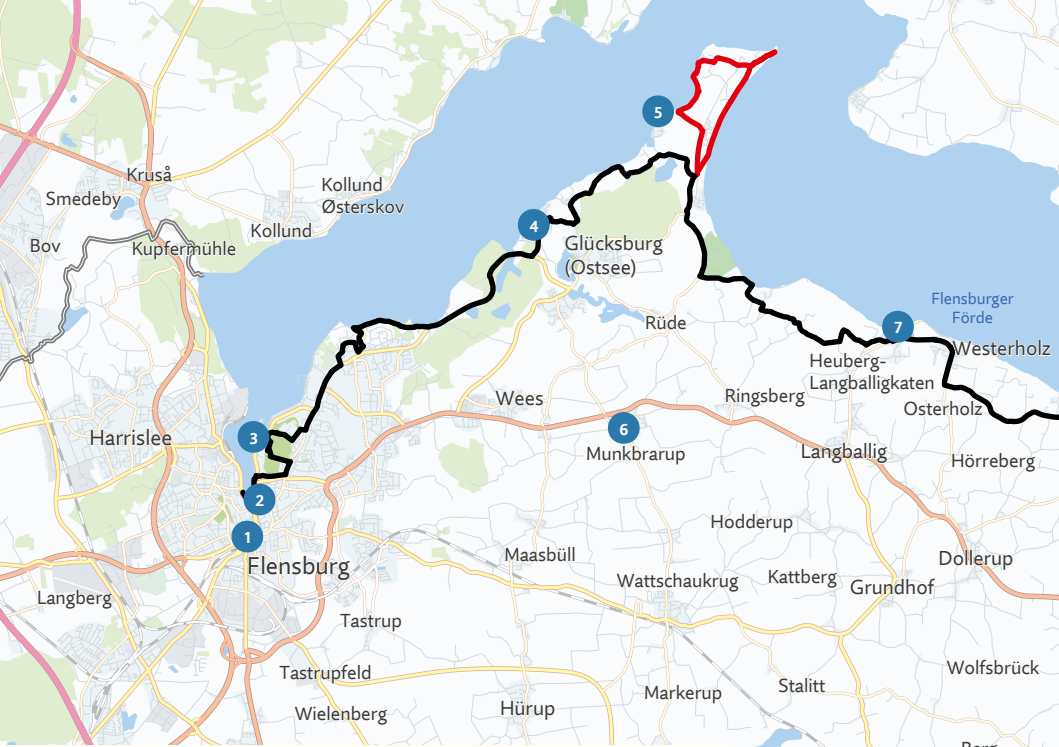 5
Kruså
Smedeby
Kollund
Østerskov
Kollund
4
Bov
Kupfermühle
Glücksburg
(Ostsee)
Flensburger
Förde
Rüde
7
Westerholz
Heuberg-
Langballigkaten
Wees
Ringsberg
Osterholz
Harrislee
3
6
Munkbrarup
Langballig
Hörreberg
2
Hodderup
1
Flensburg
Maasbüll
Dollerup
Wattschaukrug
Kattberg
Grundhof
Langberg
Tastrup
Tastrupfeld
Wolfsbrück
Markerup
Stalitt
Wielenberg
Hürup